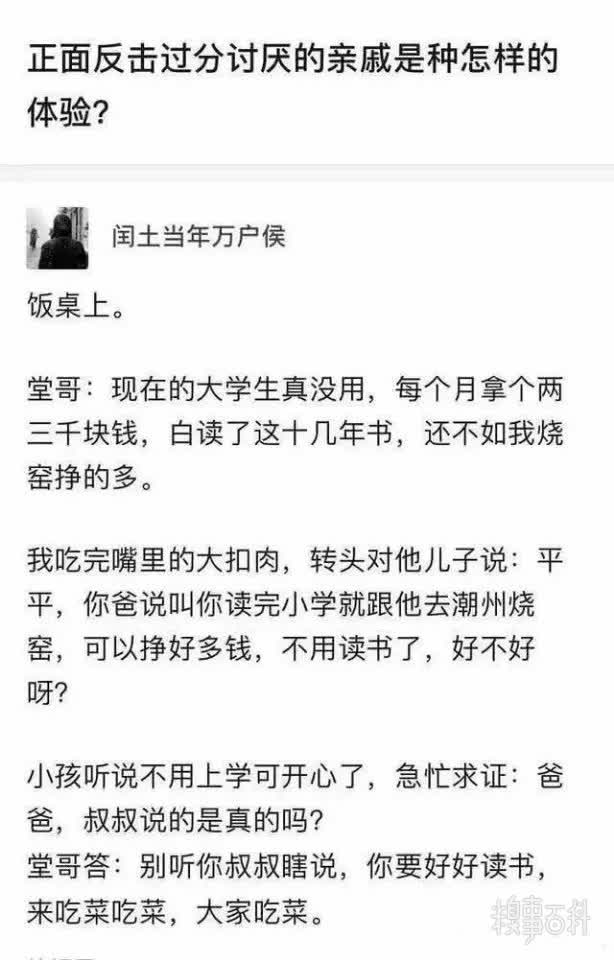 正面反击过分讨厌的亲戚是种怎样的
体验?
闰土当年万户侯
饭桌上。
堂哥：现在的大学生真没用，每个月拿个两
三千块钱，白读了这十几年书，还不如我烧
窑挣的多。
我吃完嘴里的大扣肉，转头对他儿子说：平
平，你爸说叫你读完小学就跟他去潮州烧
窑，可以挣好多钱，不用读书了，好不好
呀?
小孩听说不用上学可开心了，急忙求证：爸
爸，叔叔说的是真的吗?
堂哥答：别听你叔叔瞎说，你要好好读书，
来吃菜吃菜，大家吃菜。
糗事百科